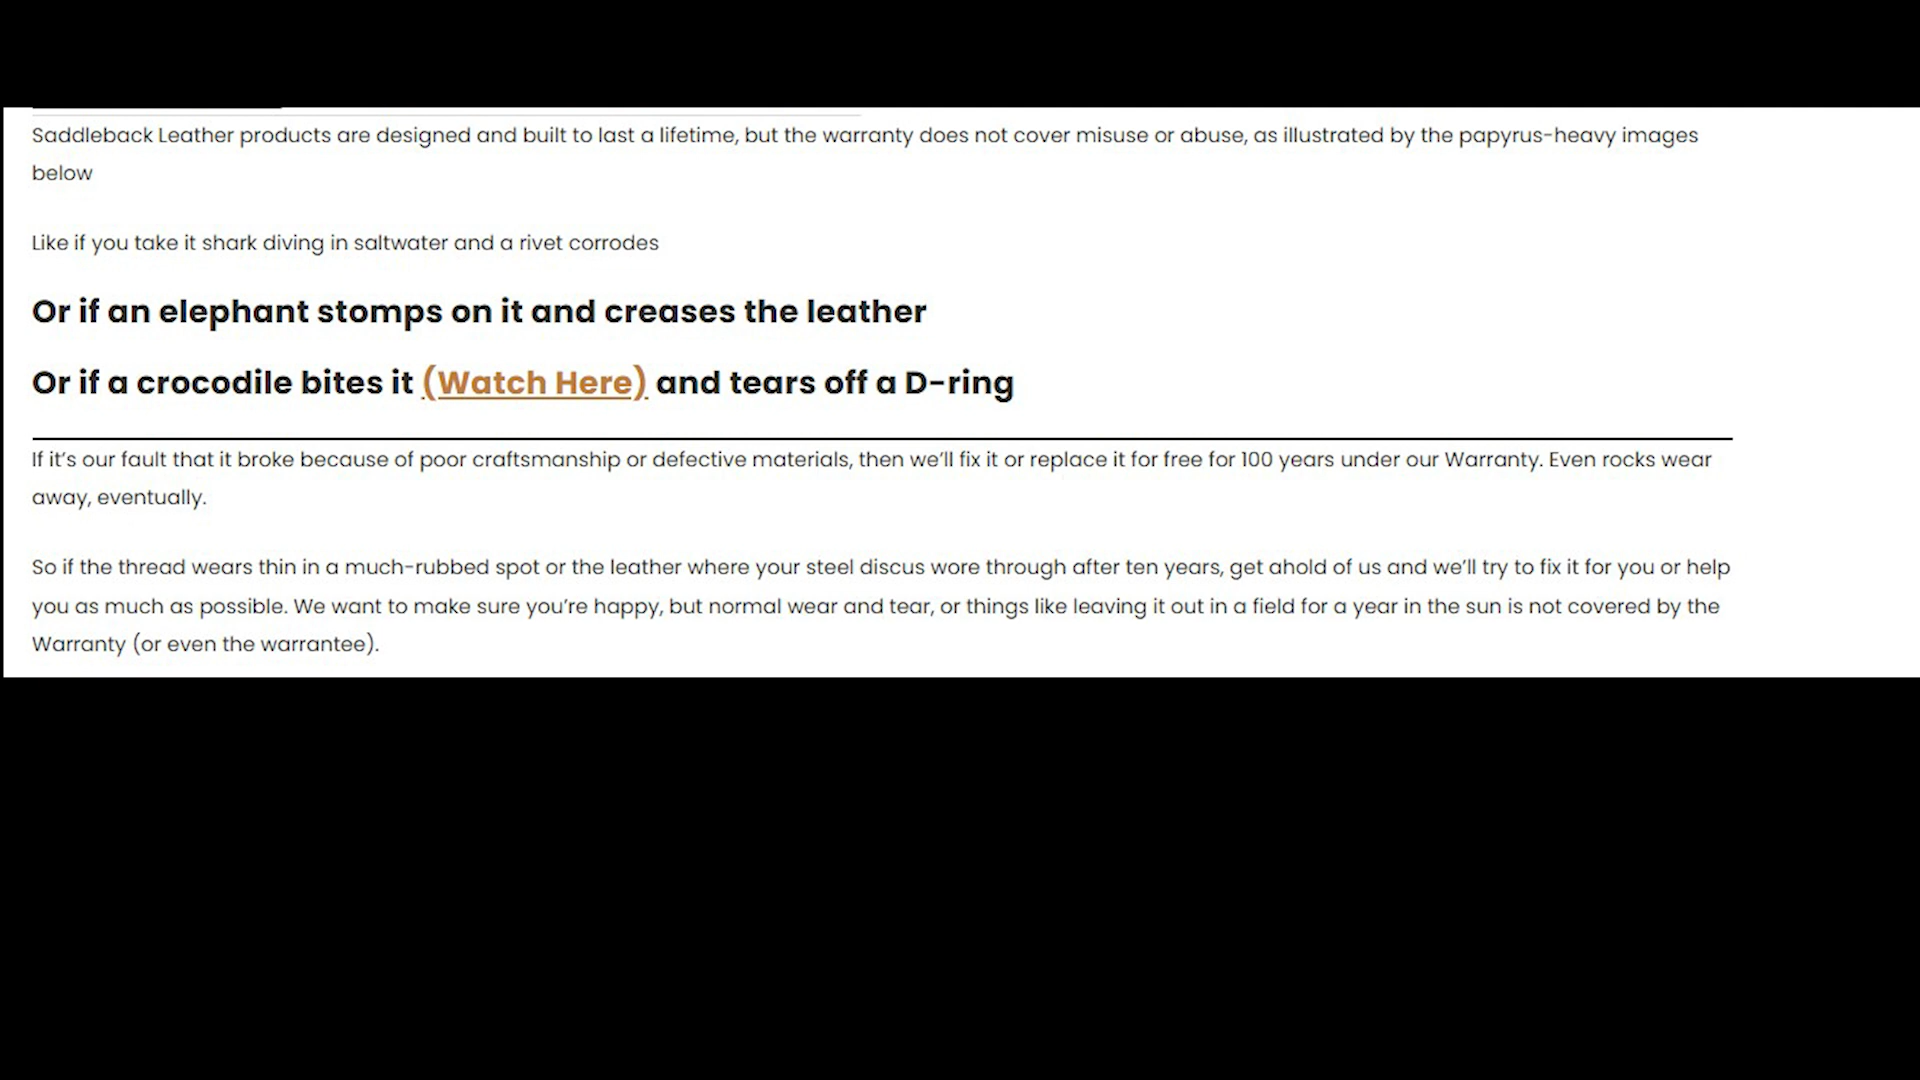 Saddleback Leather products are designed and built to last a lifetime, but the warranty does not cover misuse or abuse, as illustrated by the papyrus-heavy images
below
Like if you take it shark diving in saltwater and a rivet corrodes
Or if an elephant stomps on it and creases the leather
Or if a crocodile bites it (Watch Here) and tears off a D-ring
If it's our fault that it broke because of poor craftsmanship or defective materials, then we'll fix it or replace it for free for 100 years under our Warranty. Even rocks wear
away, eventually.
So if the thread wears thin in a much-rubbed spot or the leather where your steel discus wore through after ten years, get ahold of us and we'll try to fix it for you or help
you as much as possible. We want to make sure you're happy, but normal wear and tear, or things like leaving it out in a field for a year in the sun is not covered by the
Warranty (or even the warrantee).